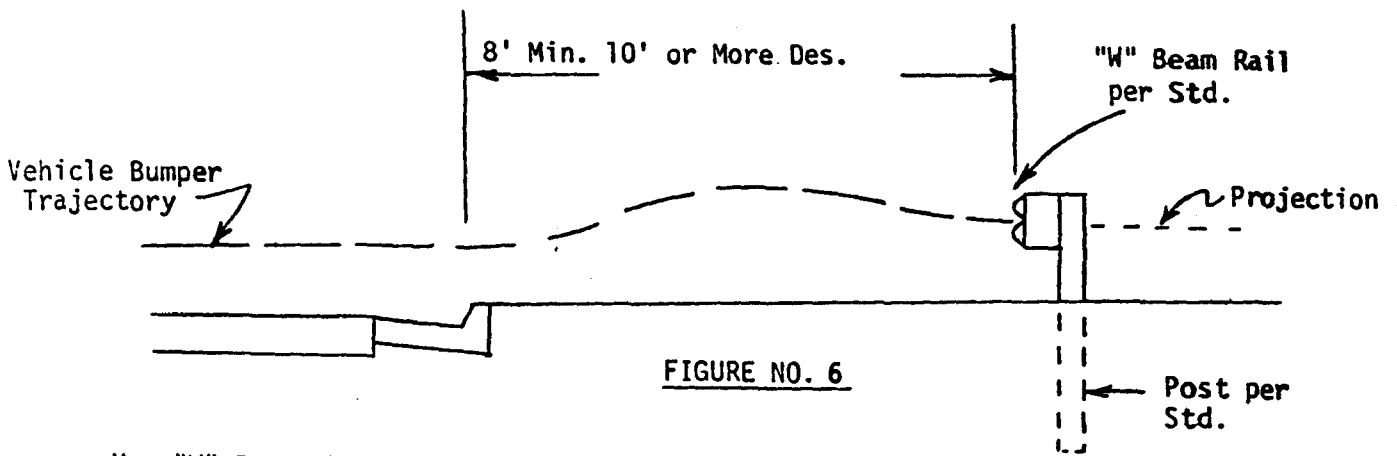 8' Min. 10' or More Des.
"W" Beam Rail
per Std.
Vehicle Bumper
Trajectory
Projection
FIGURE NO. 6
Post per
Std.